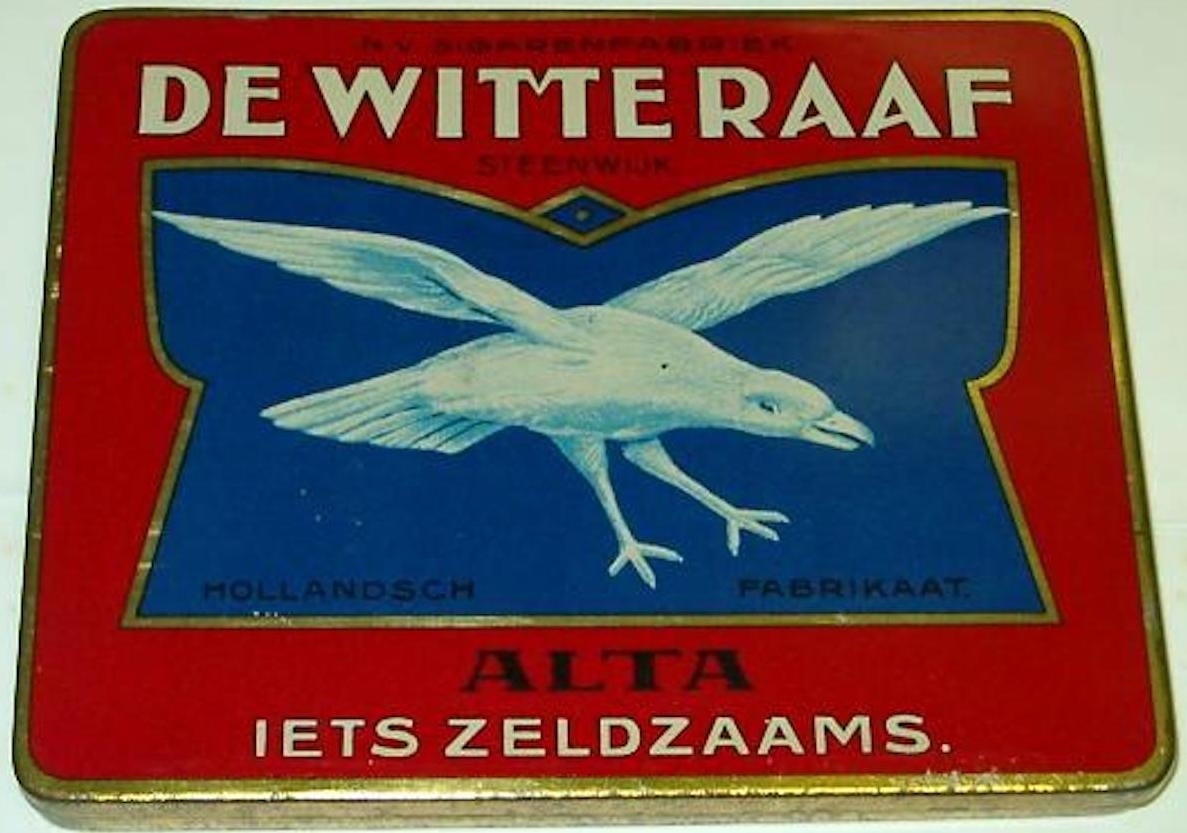 N.V. SIGARENFABRIEK
DE WITTE RAAF
STEENWIJK.
HOLLANDSCH FABRIKAAT.
ALTA
IETS ZELDZAAMS.